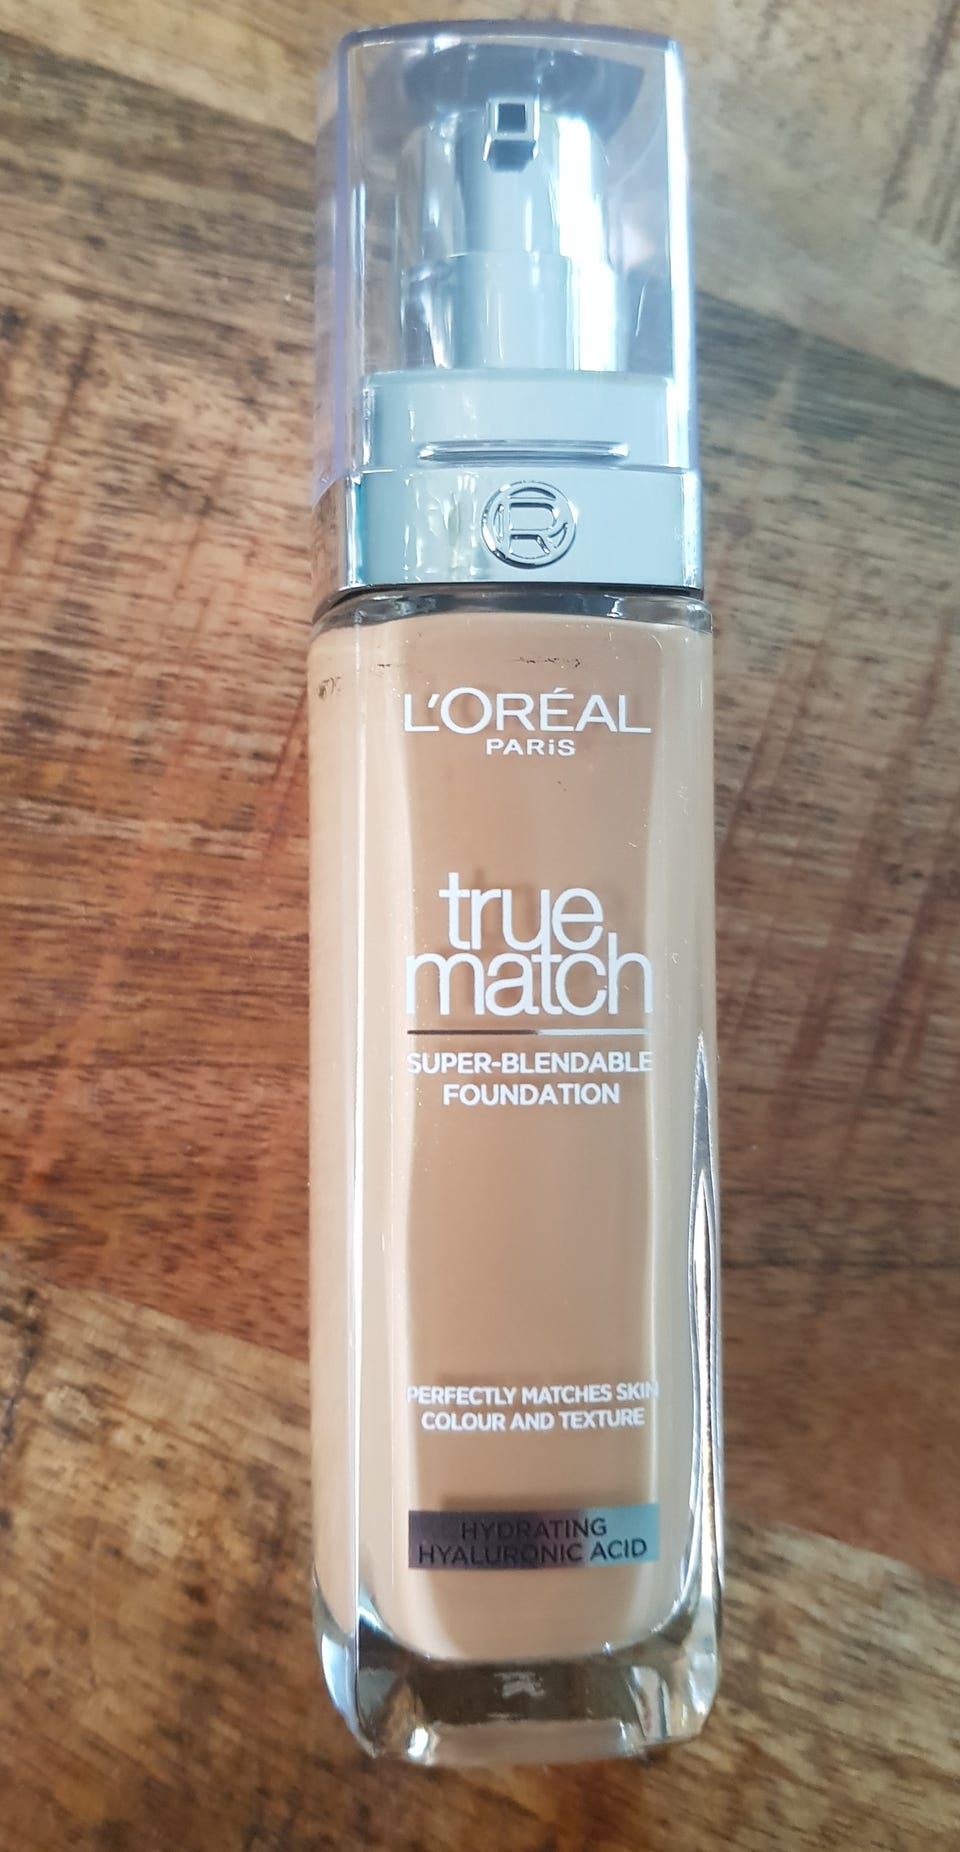 L'ORÉAL
PARiS
true
match
SUPER-BLENDABLE
FOUNDATION
PERFECTLY MATCHES SKIN
COLOUR AND TEXTURE
HYDRATING
HYALURONIC ACID